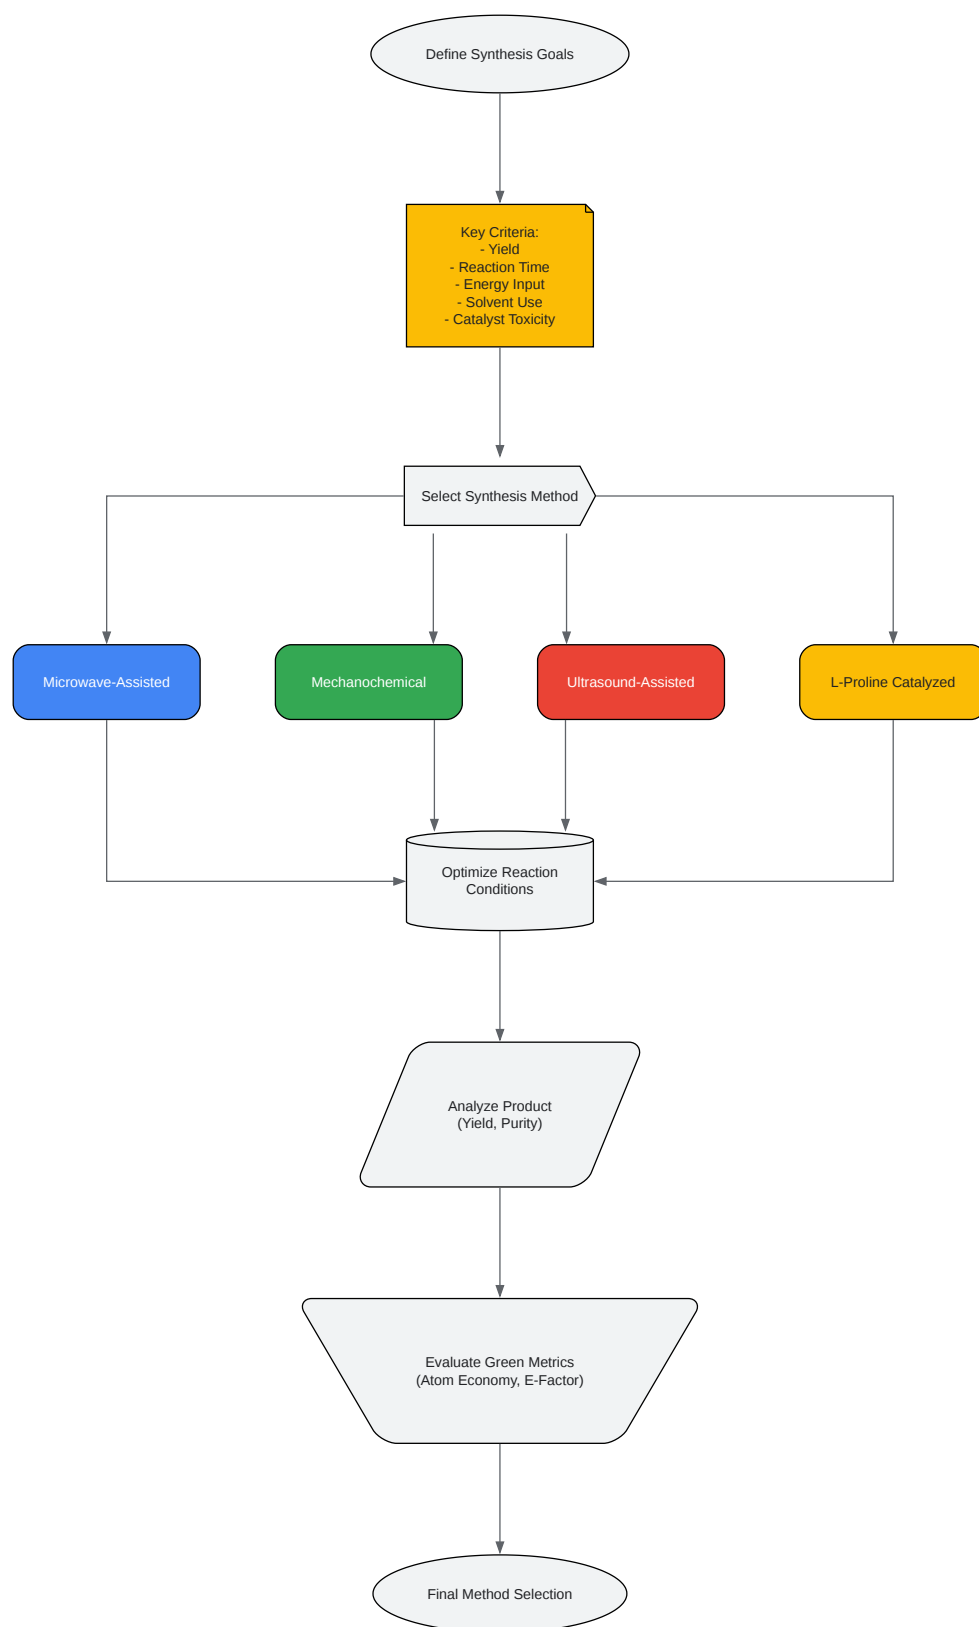 Define Synthesis Goals
Key Criteria:
- Yield
- Reaction Time
- Energy Input
- Solvent Use
- Catalyst Toxicity
Select Synthesis Method
Microwave-Assisted
Mechanochemical
Ultrasound-Assisted
L-Proline Catalyzed
Optimize Reaction
Conditions
Analyze Product
(Yield, Purity)
Evaluate Green Metrics
(Atom Economy, E-Factor)
Final Method Selection